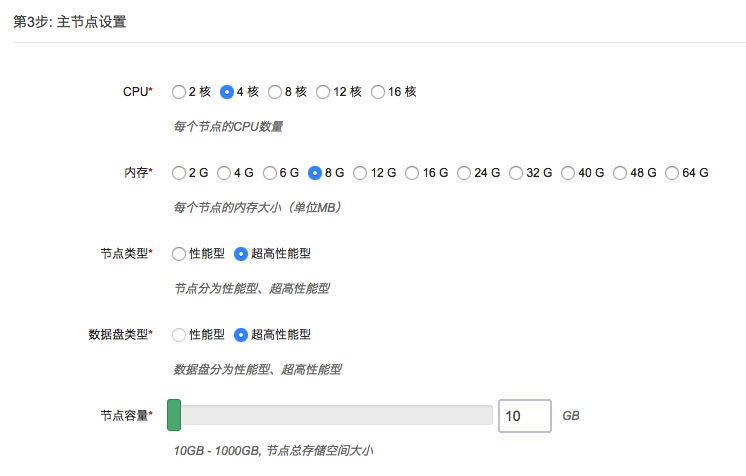 第3步: 主节点设置
CPU* 2 核 4 核 8 核 12 核 16 核
每个节点的CPU数量
内存* 2 G 4 G 6 G 8 G 12 G 16 G 24 G 32 G 40 G 48 G 64 G
每个节点的内存大小（单位MB）
节点类型* 性能型 超高性能型
节点分为性能型、超高性能型
数据盘类型* 性能型 超高性能型
数据盘分为性能型、超高性能型
节点容量* 10 GB
10GB - 1000GB, 节点总存储空间大小